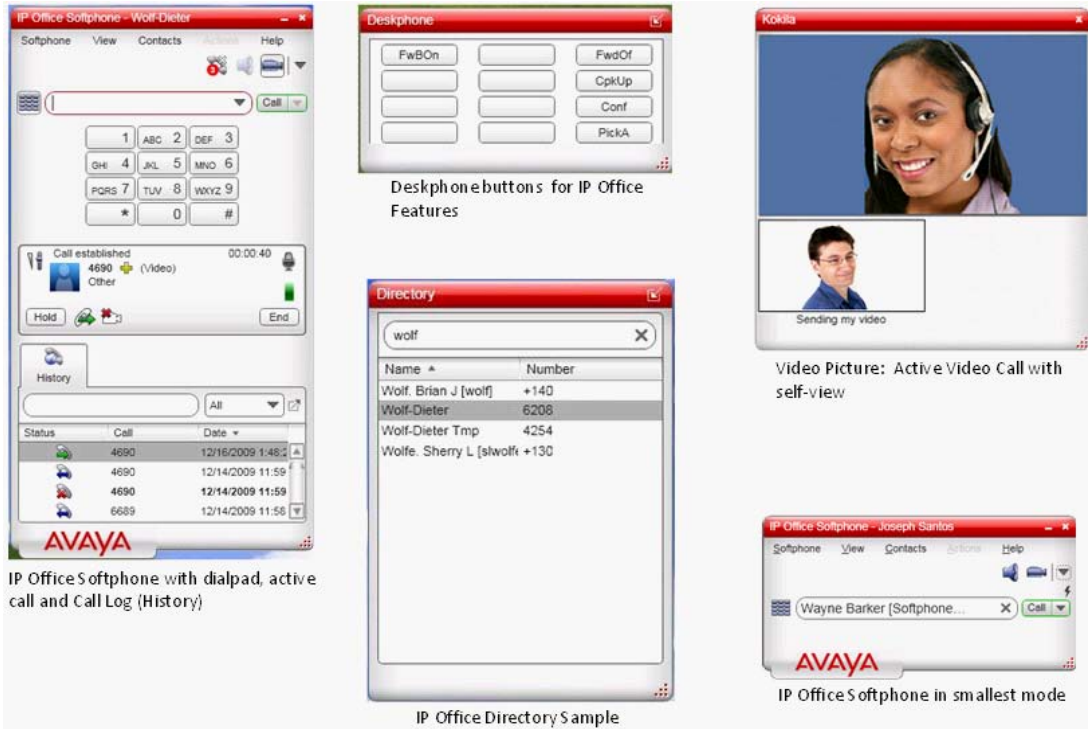 IP Office Softphone - Wolf-Dieter
Softphone View Contacts Actions Help
3
Call
1 ABC 2 DEF 3
GHI 4 JKL 5 MNO 6
PQRS 7 TUV 8 WXYZ 9
* 0 #
Call established 00:00:40
4690 (Video)
Other
Hold End
History
All
Status Call Date
4690 12/16/2009 1:48:2
4690 12/14/2009 11:59
4690 12/14/2009 11:59
6689 12/14/2009 11:58
AVAYA
IP Office Softphone with dialpad, active
call and Call Log (History)
Deskphone
FwBOn FwdOf
CpkUp
Conf
PickA
Deskphone buttons for IP Office
Features
Directory
wolf
Name Number
Wolf. Brian J [wolf] +140
Wolf-Dieter 6208
Wolf-Dieter Tmp 4254
Wolfe. Sherry L [slwolfe +130
IP Office Directory Sample
Kokila
Sending my video
Video Picture: Active Video Call with
self-view
IP Office Softphone - Joseph Santos
Softphone View Contacts Actions Help
Wayne Barker [Softphone... Call
AVAYA
IP Office Softphone in smallest mode